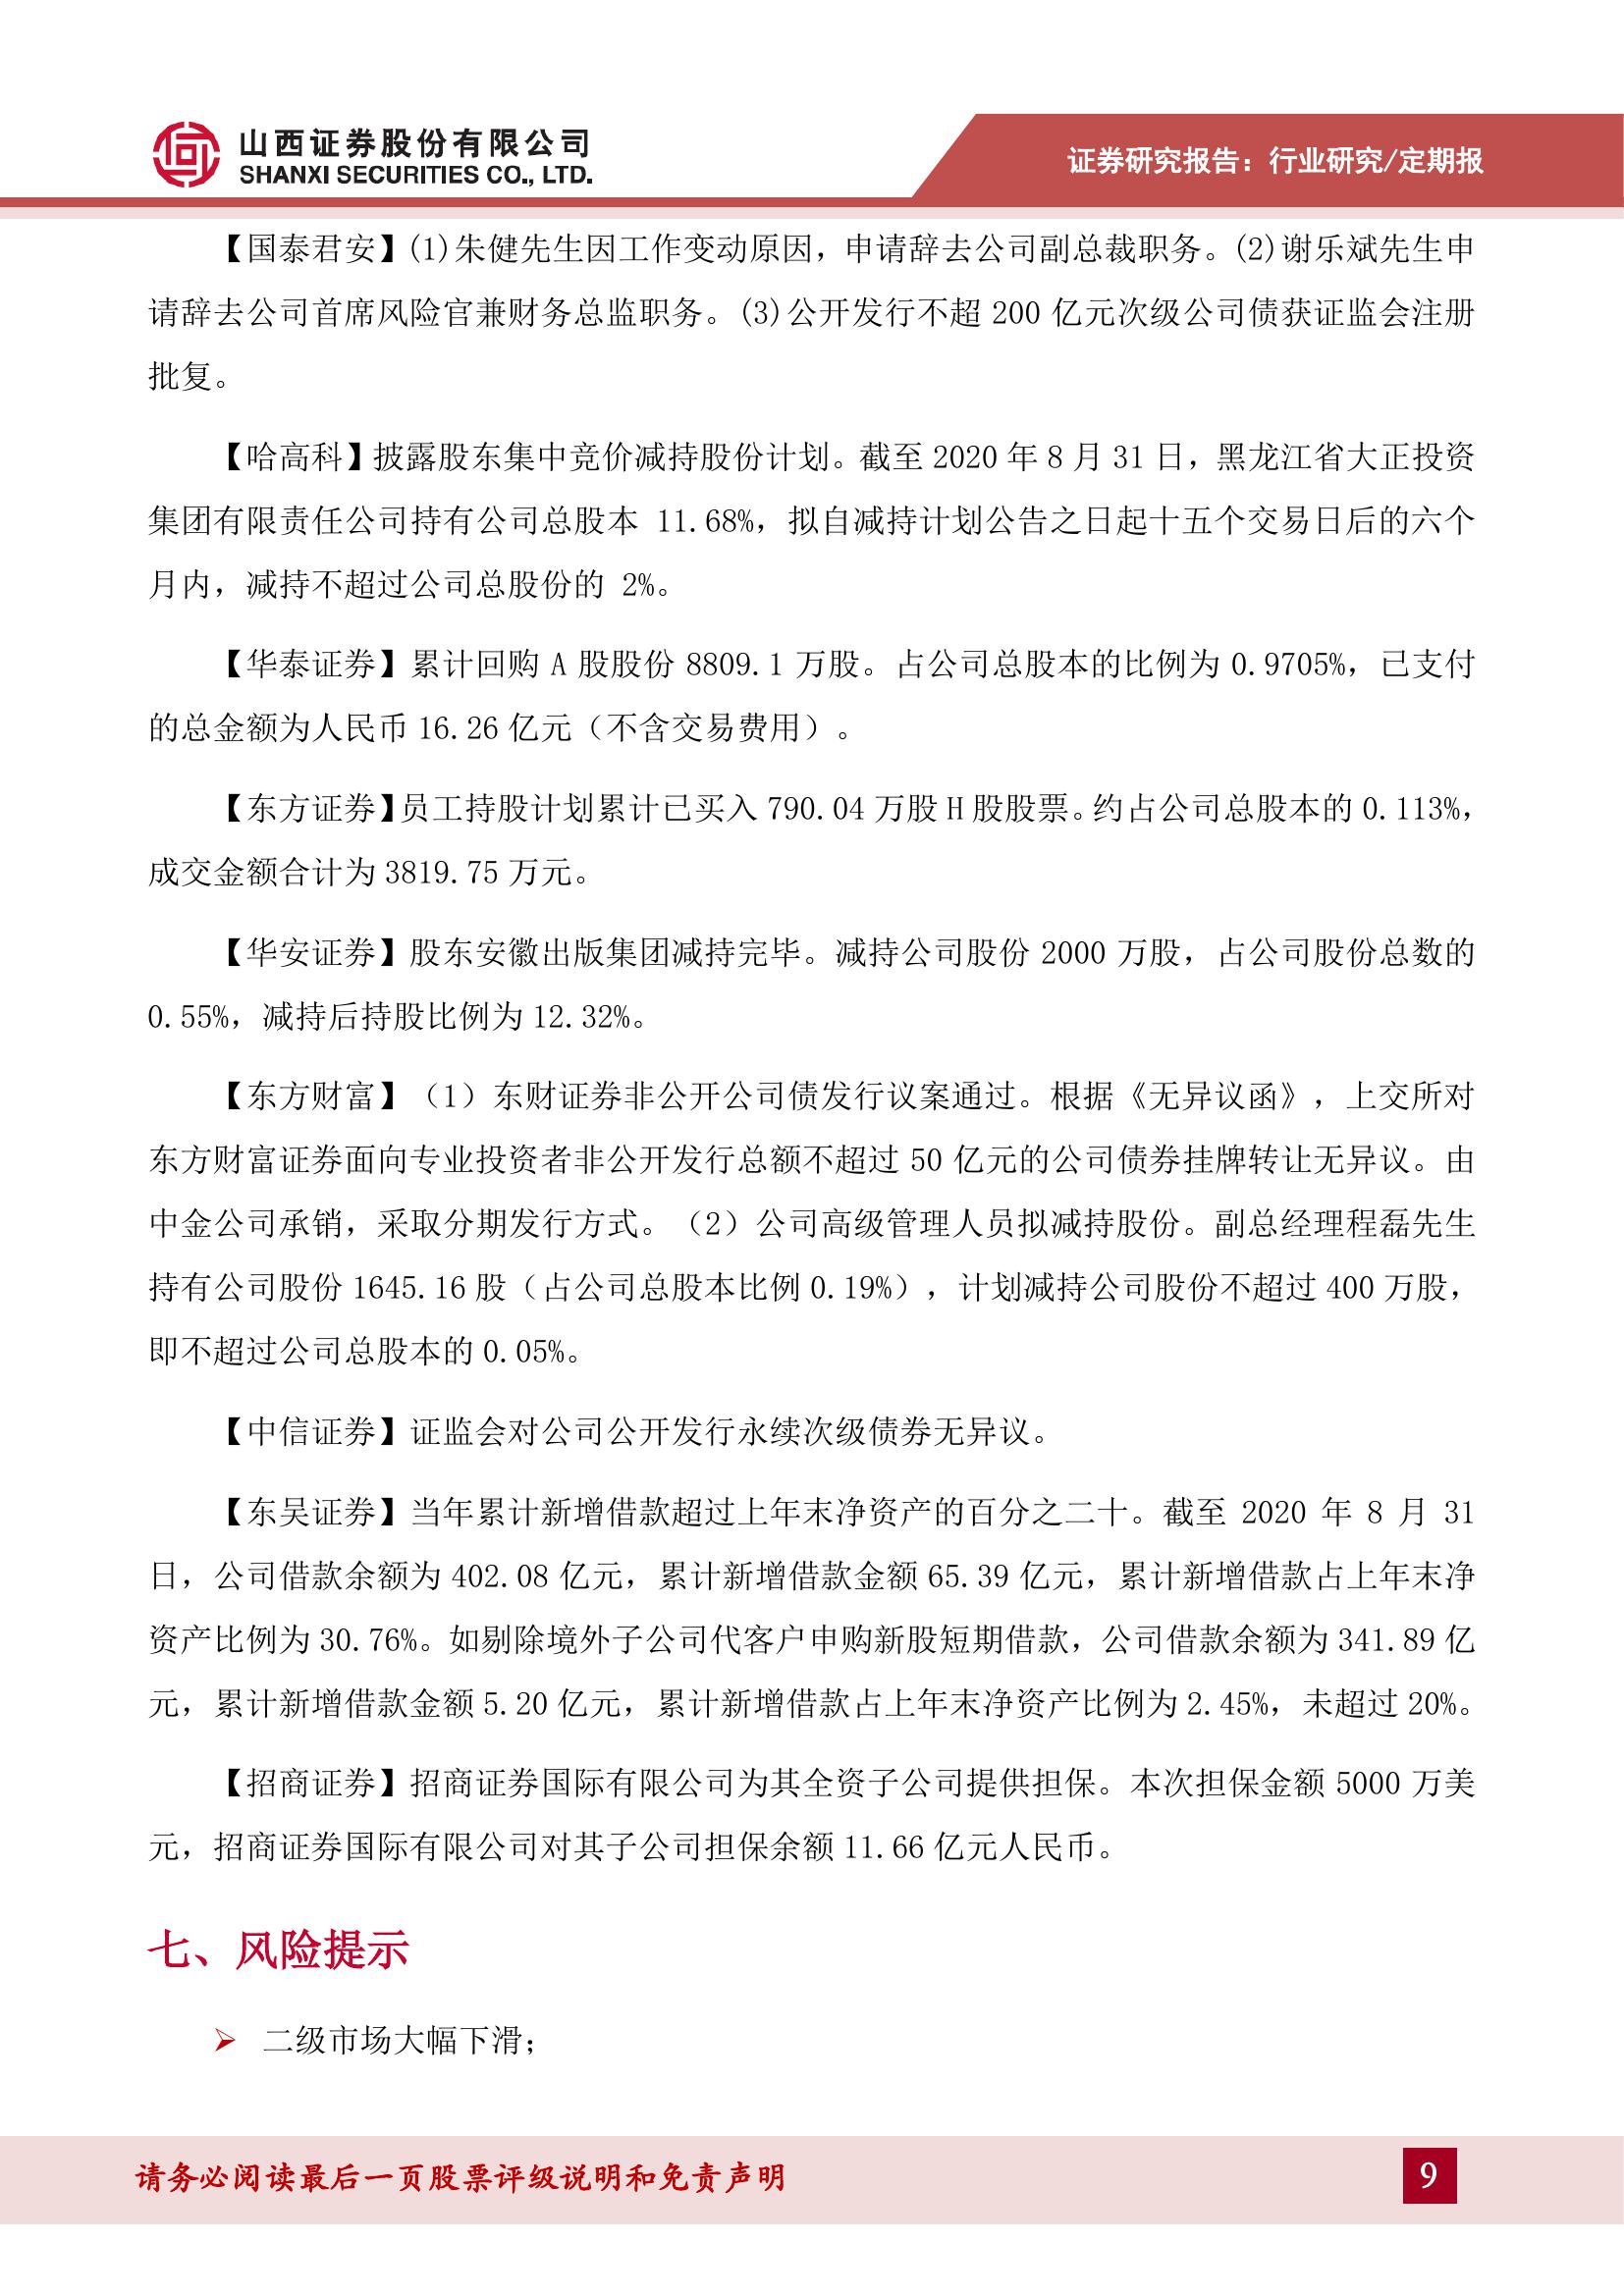 山西证券股份有限公司
SHANXI SECURITIES CO., LTD.
证券研究报告：行业研究/定期报
【国泰君安】(1)朱健先生因工作变动原因，申请辞去公司副总裁职务。(2)谢乐斌先生申
请辞去公司首席风险官兼财务总监职务。(3)公开发行不超 200 亿元次级公司债获证监会注册
批复。
【哈高科】披露股东集中竞价减持股份计划。截至 2020 年 8 月 31 日，黑龙江省大正投资
集团有限责任公司持有公司总股本 11.68%，拟自减持计划公告之日起十五个交易日后的六个
月内，减持不超过公司总股份的 2%。
【华泰证券】累计回购 A 股股份 8809.1 万股。占公司总股本的比例为 0.9705%，已支付
的总金额为人民币 16.26 亿元（不含交易费用）。
【东方证券】员工持股计划累计已买入 790.04 万股 H 股股票。约占公司总股本的 0.113%，
成交金额合计为 3819.75 万元。
【华安证券】股东安徽出版集团减持完毕。减持公司股份 2000 万股，占公司股份总数的
0.55%，减持后持股比例为 12.32%。
【东方财富】（1）东财证券非公开公司债发行议案通过。根据《无异议函》，上交所对
东方财富证券面向专业投资者非公开发行总额不超过 50 亿元的公司债券挂牌转让无异议。由
中金公司承销，采取分期发行方式。（2）公司高级管理人员拟减持股份。副总经理程磊先生
持有公司股份 1645.16 股（占公司总股本比例 0.19%），计划减持公司股份不超过 400 万股，
即不超过公司总股本的 0.05%。
【中信证券】证监会对公司公开发行永续次级债券无异议。
【东吴证券】当年累计新增借款超过上年末净资产的百分之二十。截至 2020 年 8 月 31
日，公司借款余额为 402.08 亿元，累计新增借款金额 65.39 亿元，累计新增借款占上年末净
资产比例为 30.76%。如剔除境外子公司代客户申购新股短期借款，公司借款余额为 341.89 亿
元，累计新增借款金额 5.20 亿元，累计新增借款占上年末净资产比例为 2.45%，未超过 20%。
【招商证券】招商证券国际有限公司为其全资子公司提供担保。本次担保金额 5000 万美
元，招商证券国际有限公司对其子公司担保余额 11.66 亿元人民币。
七、风险提示
二级市场大幅下滑；
请务必阅读最后一页股票评级说明和免责声明
9